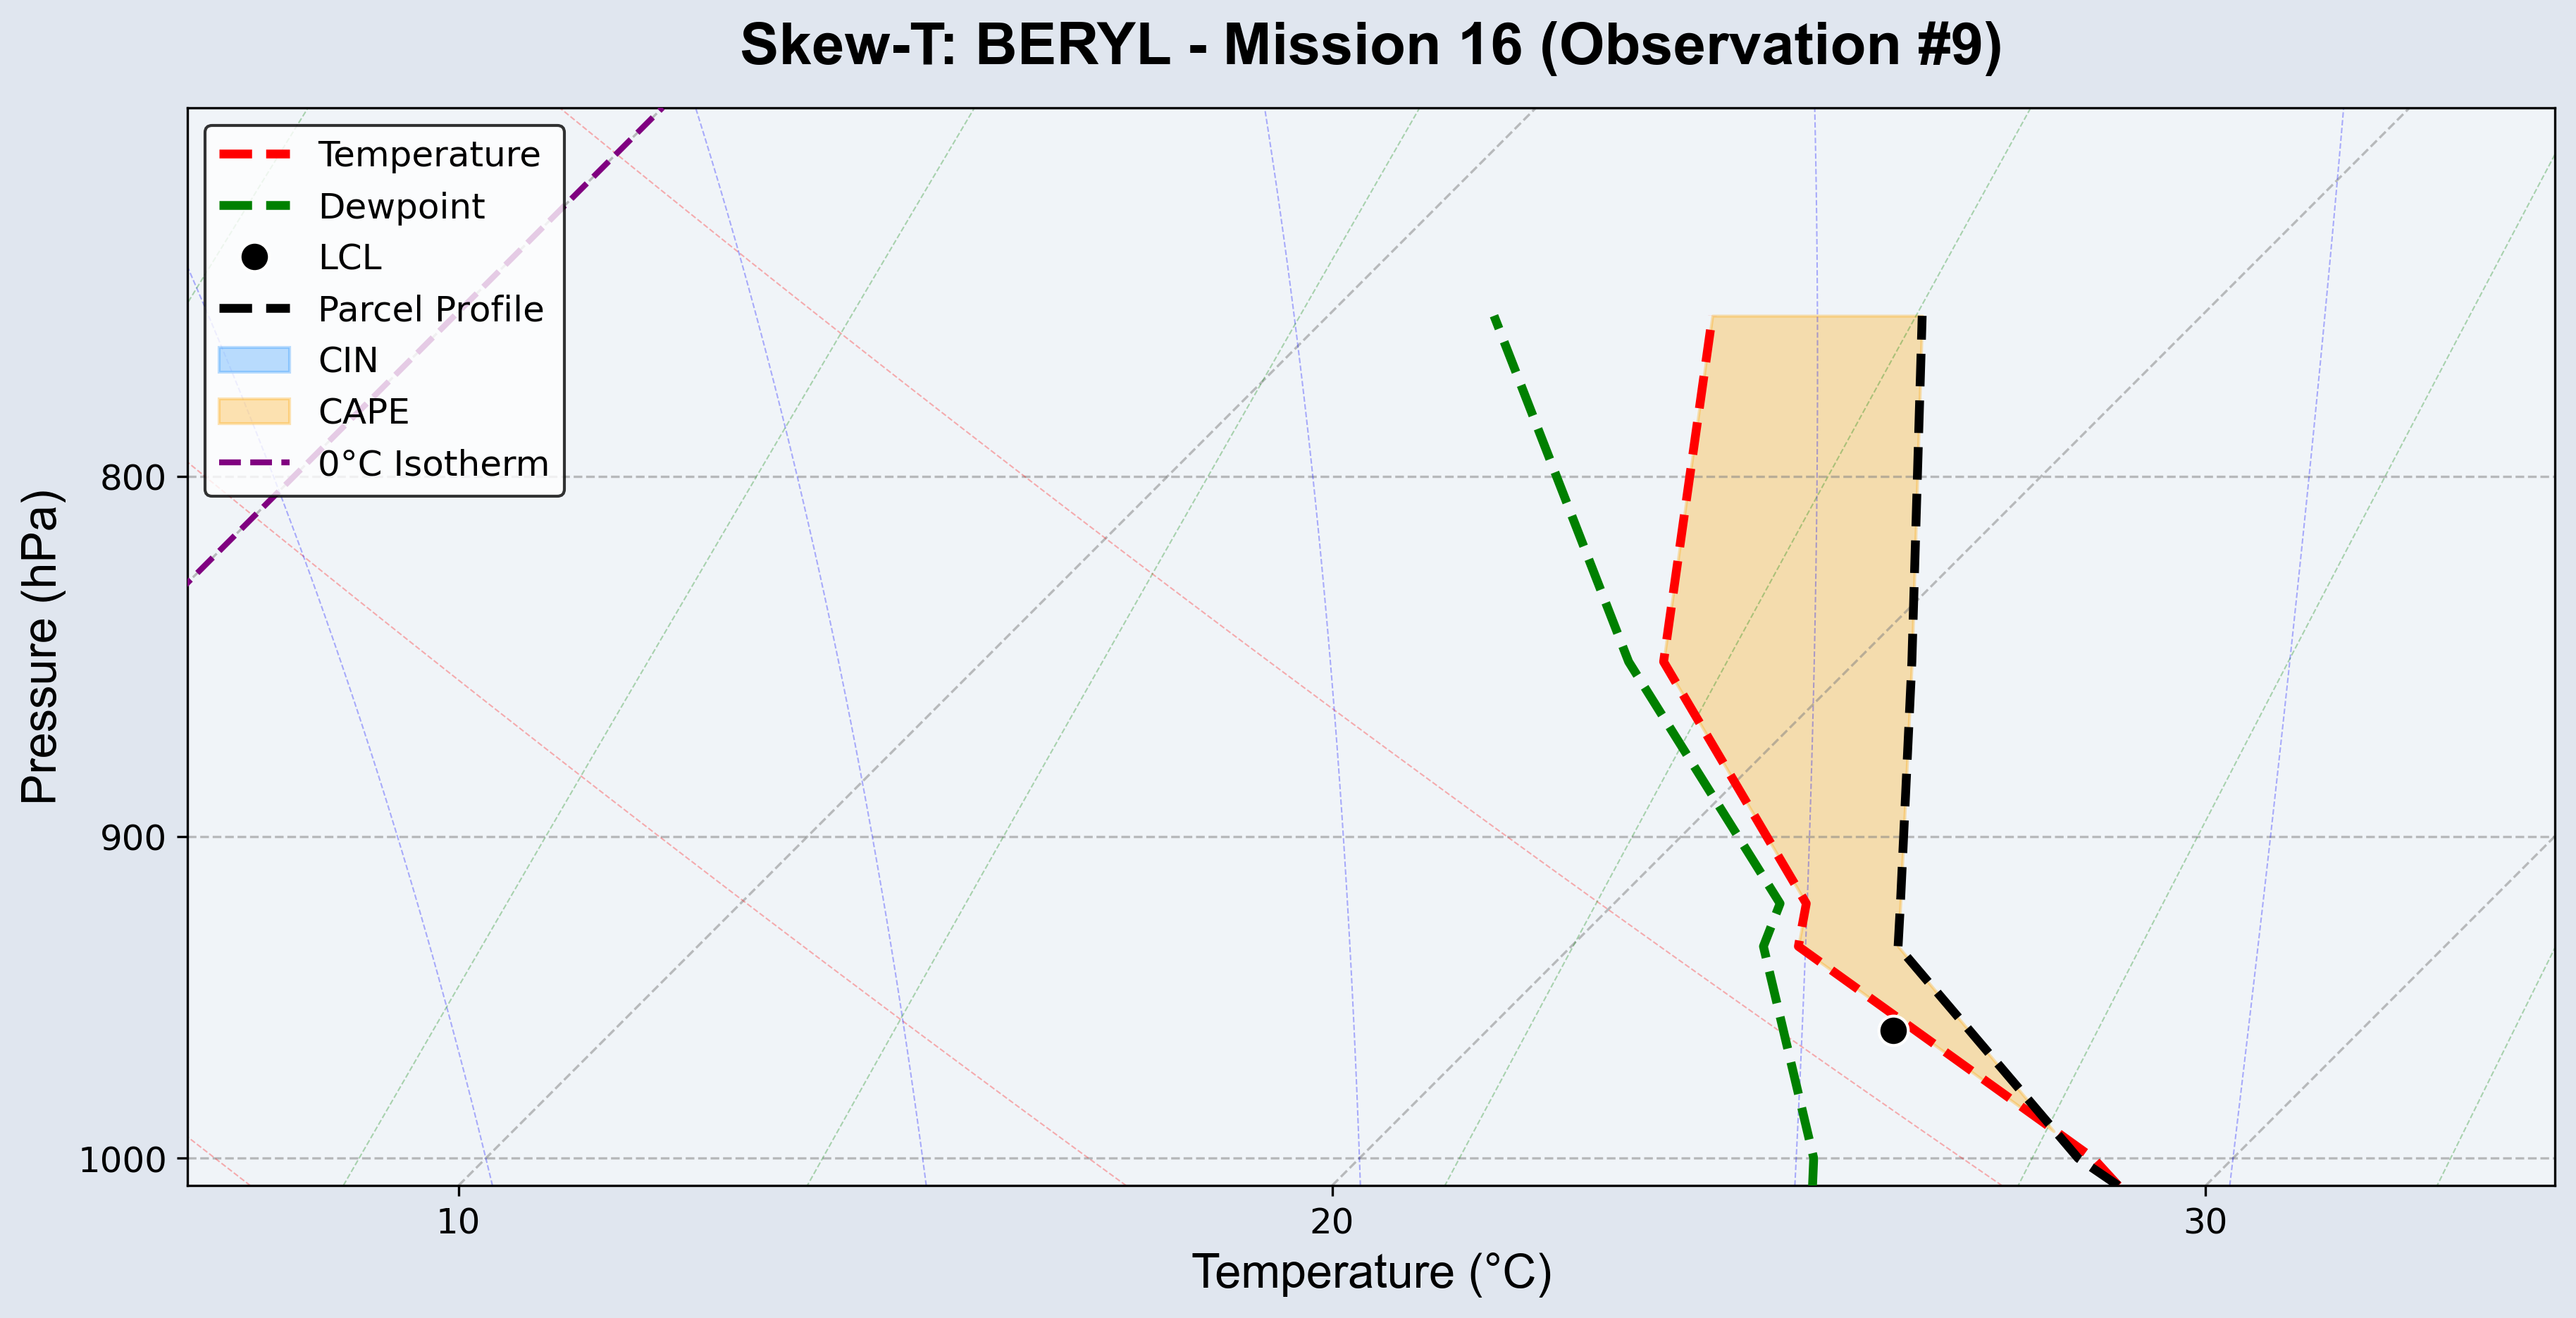 Skew-T: BERYL - Mission 16 (Observation #9)
Temperature
Dewpoint
LCL
Parcel Profile
CIN
CAPE
0°C Isotherm
Pressure (hPa)
800
900
1000
10
20
30
Temperature (°C)